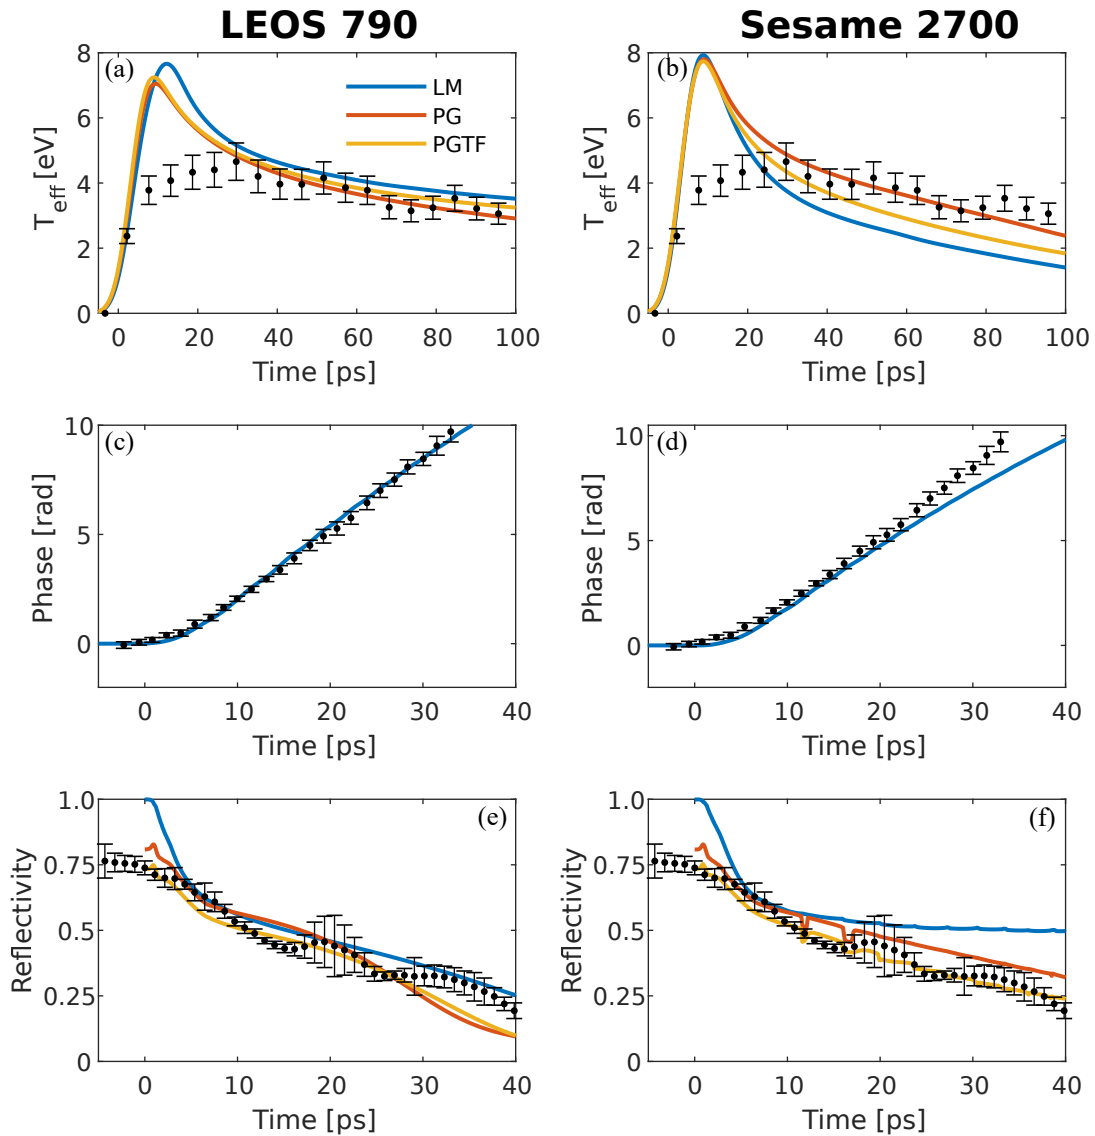 LEOS 790
Sesame 2700
(a)
LM
PG
PGTF
8
6
4
2
0
T_eff [eV]
0 20 40 60 80 100
Time [ps]
(b)
8
6
4
2
0
T_eff [eV]
0 20 40 60 80 100
Time [ps]
(c)
10
5
0
Phase [rad]
0 10 20 30 40
Time [ps]
(d)
10
5
0
Phase [rad]
0 10 20 30 40
Time [ps]
(e)
1.0
0.75
0.5
0.25
0
Reflectivity
0 10 20 30 40
Time [ps]
(f)
1.0
0.75
0.5
0.25
0
Reflectivity
0 10 20 30 40
Time [ps]